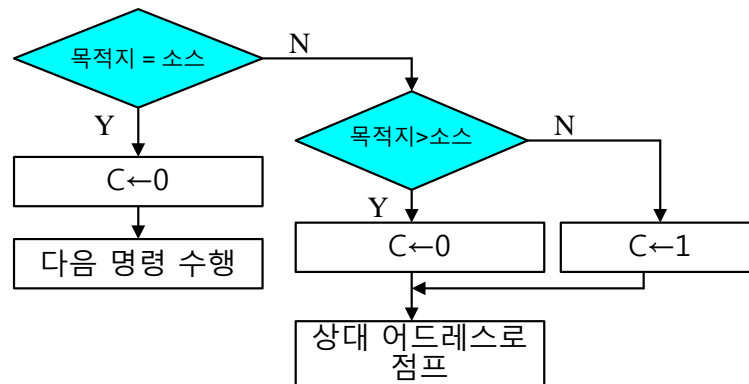 목적지 = 소스
N
Y
C←0
다음 명령 수행
목적지>소스
N
Y
C←0
C←1
상대 어드레스로
점프